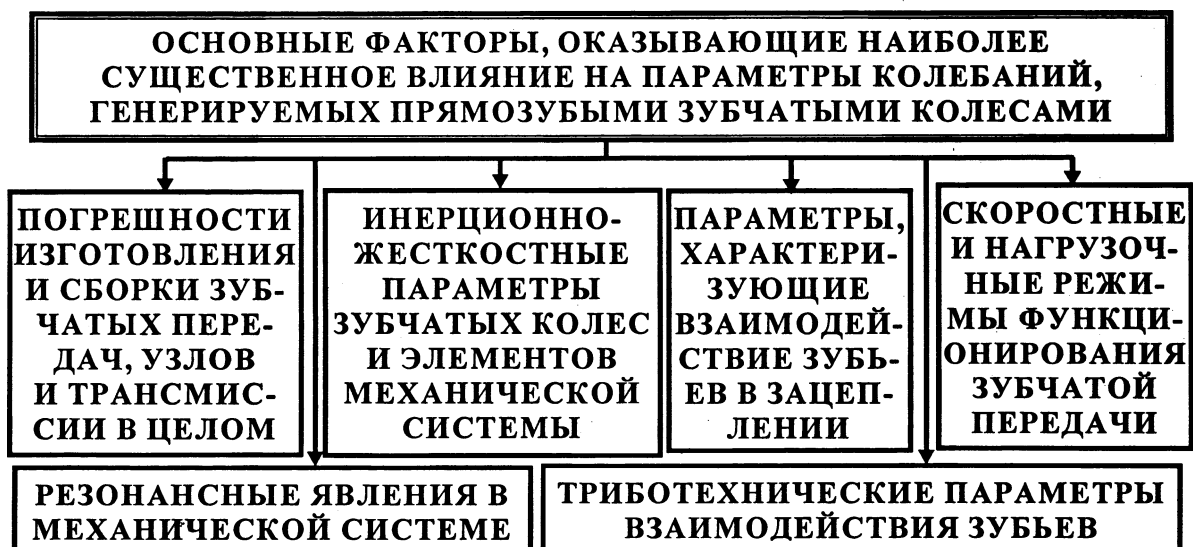 ОСНОВНЫЕ ФАКТОРЫ, ОКАЗЫВАЮЩИЕ НАИБОЛЕЕ
СУЩЕСТВЕННОЕ ВЛИЯНИЕ НА ПАРАМЕТРЫ КОЛЕБАНИЙ,
ГЕНЕРИРУЕМЫХ ПРЯМОЗУБЫМИ ЗУБЧАТЫМИ КОЛЕСАМИ
ПОГРЕШНОСТИ
ИЗГОТОВЛЕНИЯ
И СБОРКИ ЗУБ-
ЧАТЫХ ПЕРЕ-
ДАЧ, УЗЛОВ
И ТРАНСМИС-
СИИ В ЦЕЛОМ
ИНЕРЦИОННО-
ЖЕСТКОСТНЫЕ
ПАРАМЕТРЫ
ЗУБЧАТЫХ КОЛЕС
И ЭЛЕМЕНТОВ
МЕХАНИЧЕСКОЙ
СИСТЕМЫ
ПАРАМЕТРЫ,
ХАРАКТЕРИ-
ЗУЮЩИЕ
ВЗАИМОДЕЙ-
СТВИЕ ЗУБЬ-
ЕВ В ЗАЦЕП-
ЛЕНИИ
СКОРОСТНЫЕ
И НАГРУЗОЧ-
НЫЕ РЕЖИ-
МЫ ФУНКЦИ-
ОНИРОВАНИЯ
ЗУБЧАТОЙ
ПЕРЕДАЧИ
РЕЗОНАНСНЫЕ ЯВЛЕНИЯ В
МЕХАНИЧЕСКОЙ СИСТЕМЕ
ТРИБОТЕХНИЧЕСКИЕ ПАРАМЕТРЫ
ВЗАИМОДЕЙСТВИЯ ЗУБЬЕВ